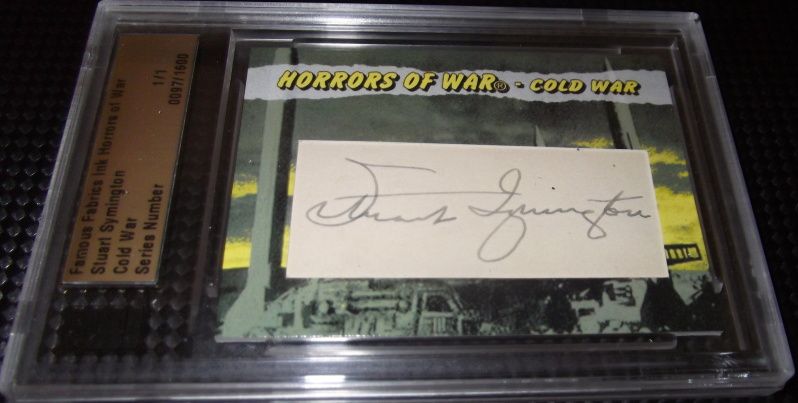 Famous Fabrics Ink Horrors of War
Stuart Symington 1/1
Cold War
Series Number 0097/1600
HORRORS OF WAR® - COLD WAR
Stuart Symington